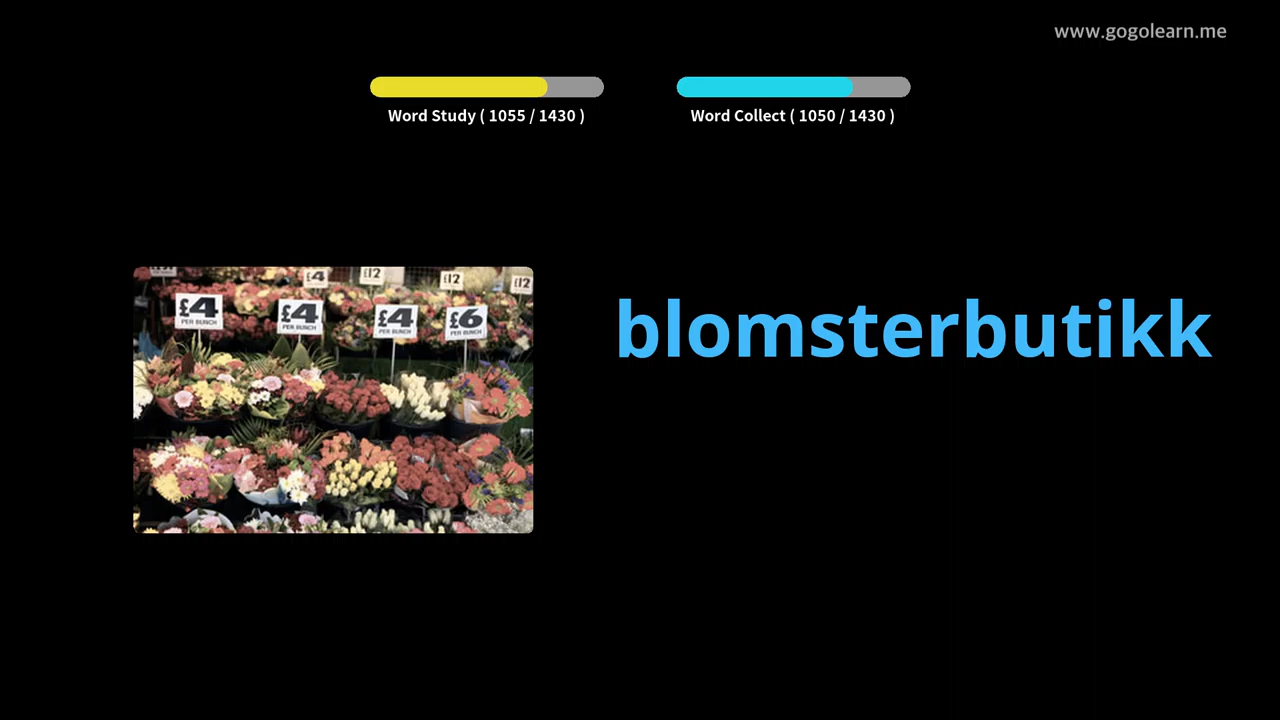 www.gogolearn.me
Word Study ( 1055 / 1430 )
Word Collect ( 1050 / 1430 )
£4
£12
£12
£12
£4
PER BUNCH
£4
PER BUNCH
£4
PER BUNCH
£6
PER BUNCH
blomsterbutikk